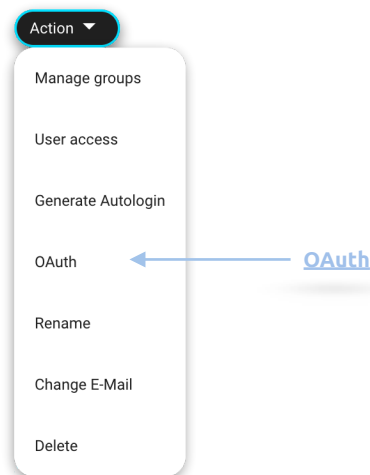 Action
Manage groups
User access
Generate Autologin
OAuth
OAuth
Rename
Change E-Mail
Delete